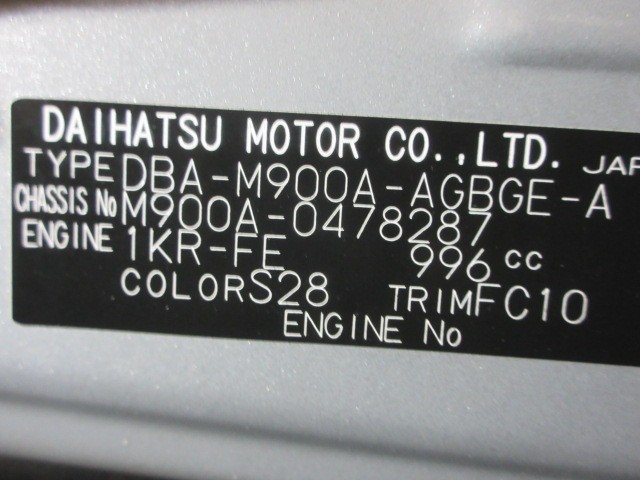 DAIHATSU MOTOR CO.,LTD. JAP
TYPE DBA-M900A-AGBGE-A
CHASSIS No M900A-0478287
ENGINE 1KR-FE 996 cc
COLOR S28 TRIM FC10
ENGINE No